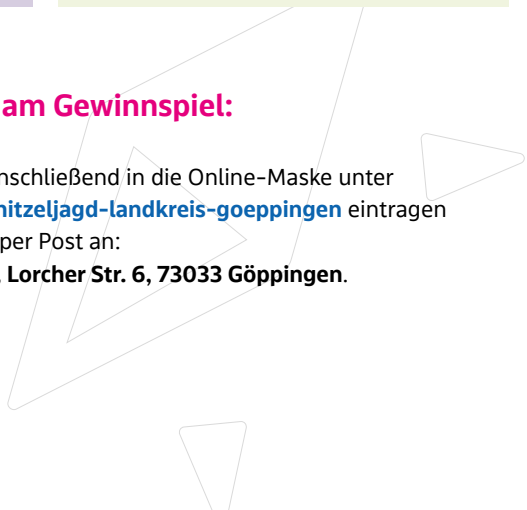 am Gewinnspiel:
nschließend in die Online-Maske unter
nitzeljagd-landkreis-goeppingen eintragen
per Post an:
, Lorcher Str. 6, 73033 Göppingen.